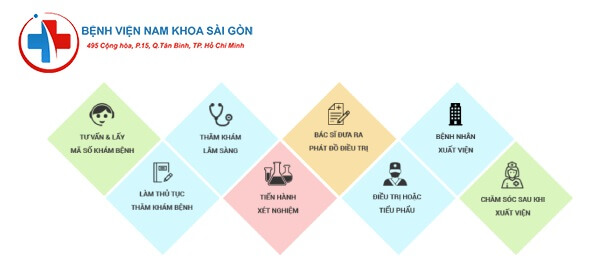 BỆNH VIỆN NAM KHOA SÀI GÒN
495 Cộng hòa, P.15, Q.Tân Bình, TP. Hồ Chí Minh
TƯ VẤN & LẤY
MÃ SỐ KHÁM BỆNH
LÀM THỦ TỤC
THĂM KHÁM BỆNH
THĂM KHÁM
LÂM SÀNG
TIẾN HÀNH
XÉT NGHIỆM
BÁC SĨ ĐƯA RA
PHÁT ĐỒ ĐIỀU TRỊ
ĐIỀU TRỊ HOẶC
TIỂU PHẪU
BỆNH NHÂN
XUẤT VIỆN
CHĂM SÓC SAU KHI
XUẤT VIỆN